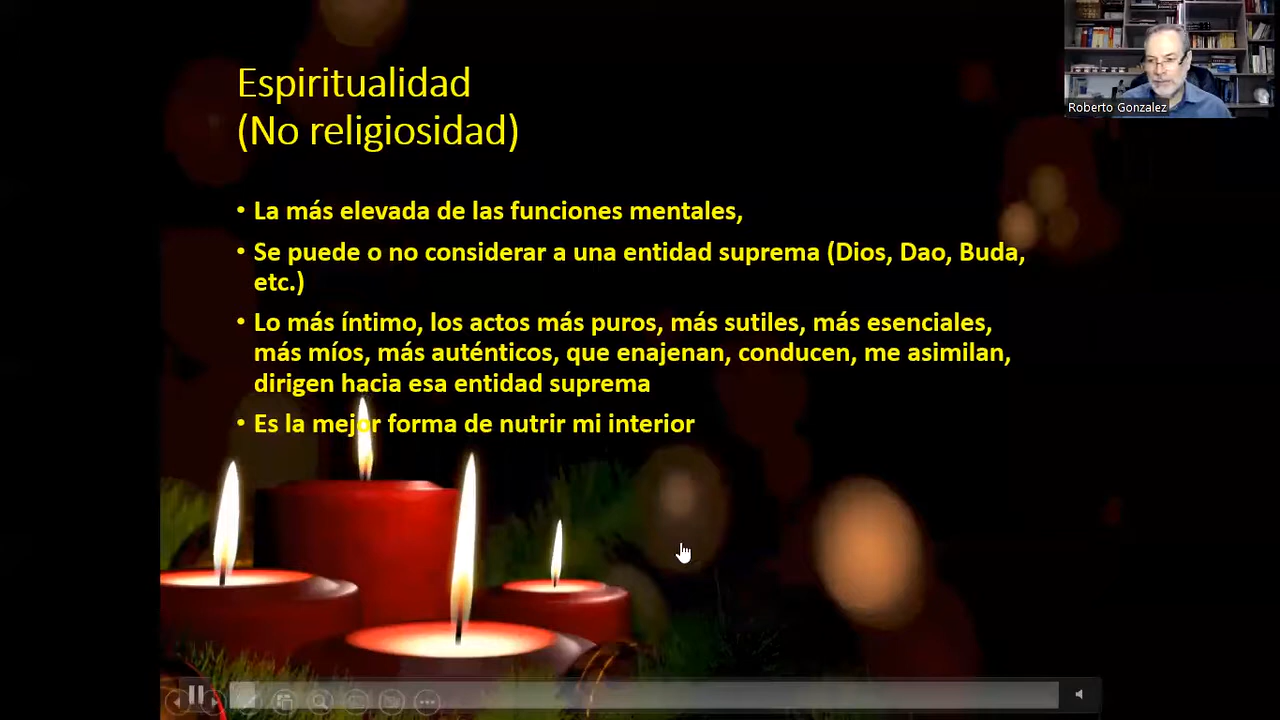 Espiritualidad
(No religiosidad)
• La más elevada de las funciones mentales,
• Se puede o no considerar a una entidad suprema (Dios, Dao, Buda,
etc.)
• Lo más íntimo, los actos más puros, más sutiles, más esenciales,
más míos, más auténticos, que enajenan, conducen, me asimilan,
dirigen hacia esa entidad suprema
• Es la mejor forma de nutrir mi interior
Roberto Gonzalez